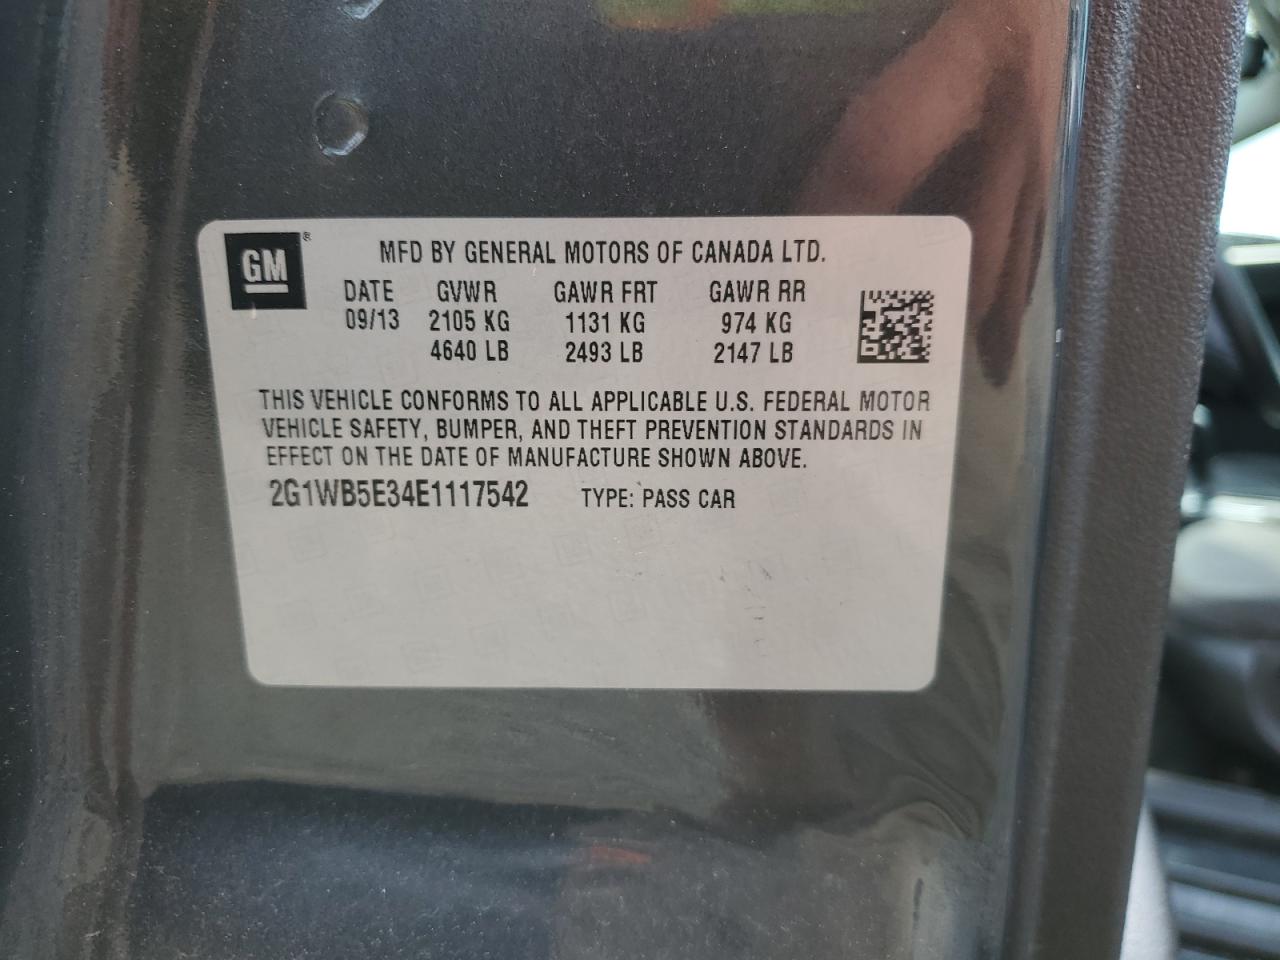 GM®
MFD BY GENERAL MOTORS OF CANADA LTD.
DATE GVWR GAWR FRT GAWR RR
09/13 2105 KG 1131 KG 974 KG
4640 LB 2493 LB 2147 LB
THIS VEHICLE CONFORMS TO ALL APPLICABLE U.S. FEDERAL MOTOR
VEHICLE SAFETY, BUMPER, AND THEFT PREVENTION STANDARDS IN
EFFECT ON THE DATE OF MANUFACTURE SHOWN ABOVE.
2G1WB5E34E1117542 TYPE: PASS CAR